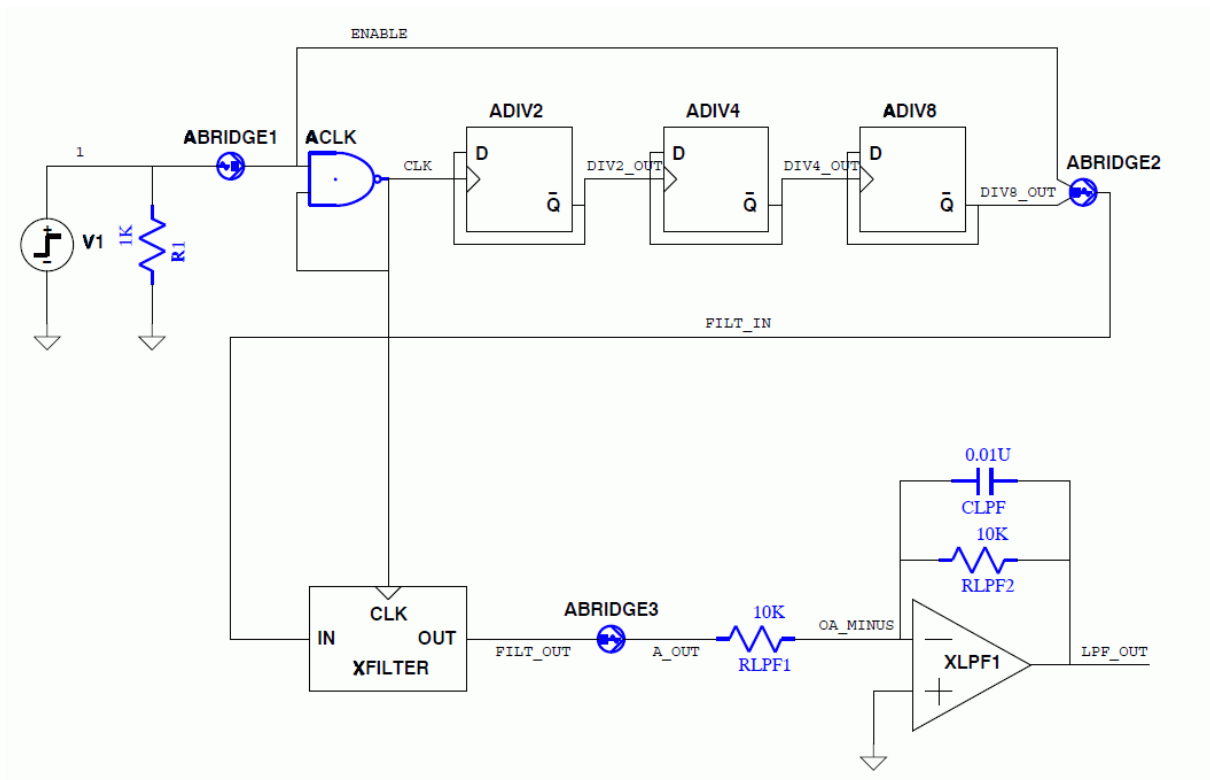 ENABLE
ADIV2
ADIV4
ADIV8
ABRIDGE1
ACLK
1
CLK
D
DIV2_OUT
D
DIV4_OUT
D
ABRIDGE2
DIV8_OUT
Q̅
Q̅
Q̅
+
−
V1
1K
R1
FILT_IN
0.01U
CLPF
10K
RLPF2
CLK
IN
OUT
XFILTER
FILT_OUT
ABRIDGE3
A_OUT
10K
RLPF1
OA_MINUS
−
XLPF1
+
LPF_OUT